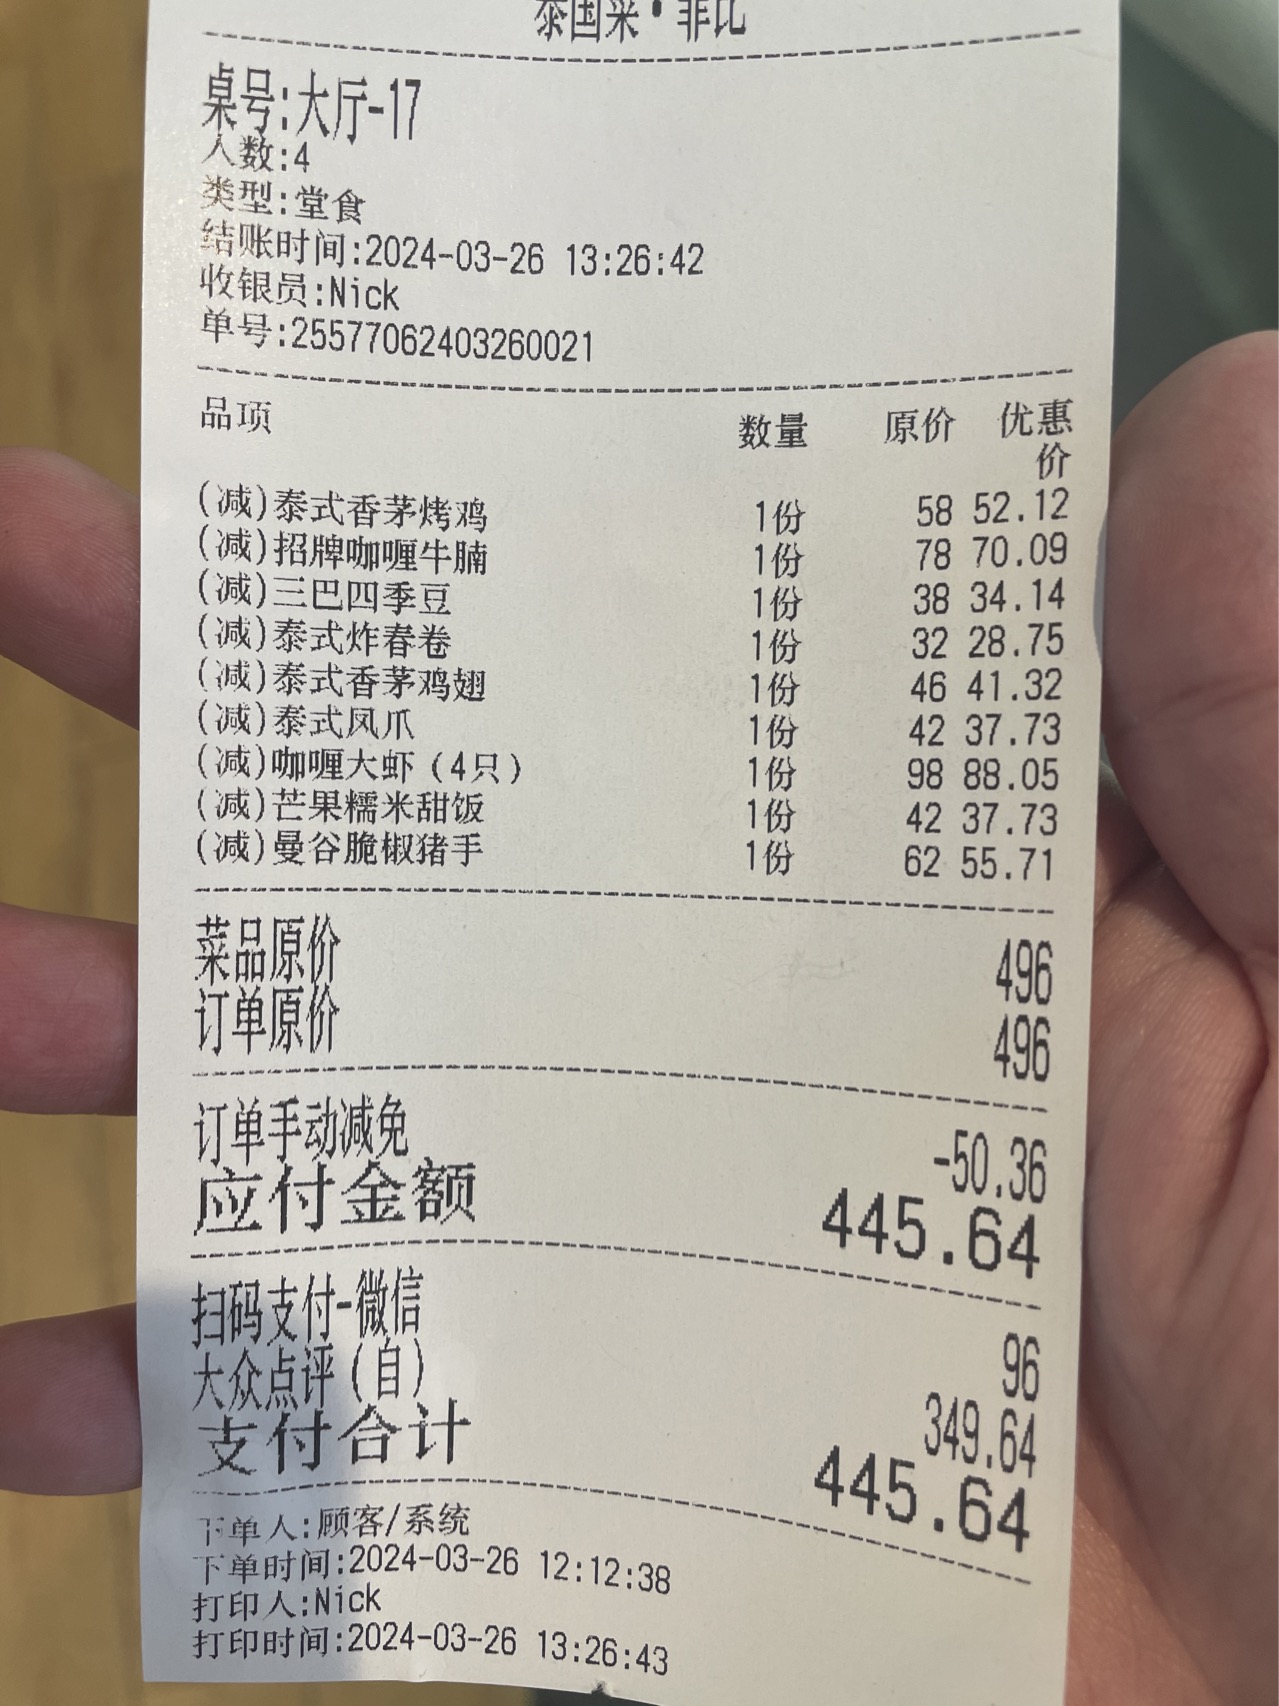 泰国菜·菲比
桌号:大厅-17
人数:4
类型:堂食
结账时间:2024-03-26 13:26:42
收银员:Nick
单号:25577062403260021
品项 数量 原价 优惠价
(减)泰式香茅烤鸡 1份 58 52.12
(减)招牌咖喱牛腩 1份 78 70.09
(减)三巴四季豆 1份 38 34.14
(减)泰式炸春卷 1份 32 28.75
(减)泰式香茅鸡翅 1份 46 41.32
(减)泰式凤爪 1份 42 37.73
(减)咖喱大虾(4只) 1份 98 88.05
(减)芒果糯米甜饭 1份 42 37.73
(减)曼谷脆椒猪手 1份 62 55.71
菜品原价 496
订单原价 496
订单手动减免 -50.36
应付金额 445.64
扫码支付-微信 96
大众点评(自) 349.64
支付合计 445.64
下单人:顾客/系统
下单时间:2024-03-26 12:12:38
打印人:Nick
打印时间:2024-03-26 13:26:43